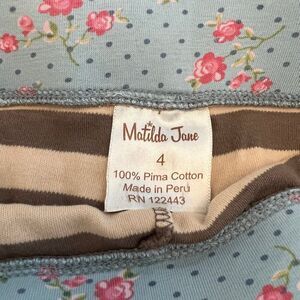 Matilda Jane
4
100% Pima Cotton
Made in Peru
RN 122443